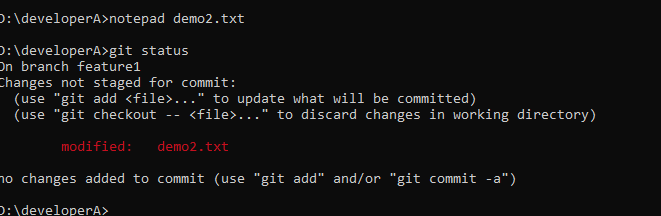 D:\developerA>notepad demo2.txt
D:\developerA>git status
On branch feature1
Changes not staged for commit:
(use "git add <file>..." to update what will be committed)
(use "git checkout -- <file>..." to discard changes in working directory)
modified: demo2.txt
no changes added to commit (use "git add" and/or "git commit -a")
D:\developerA>